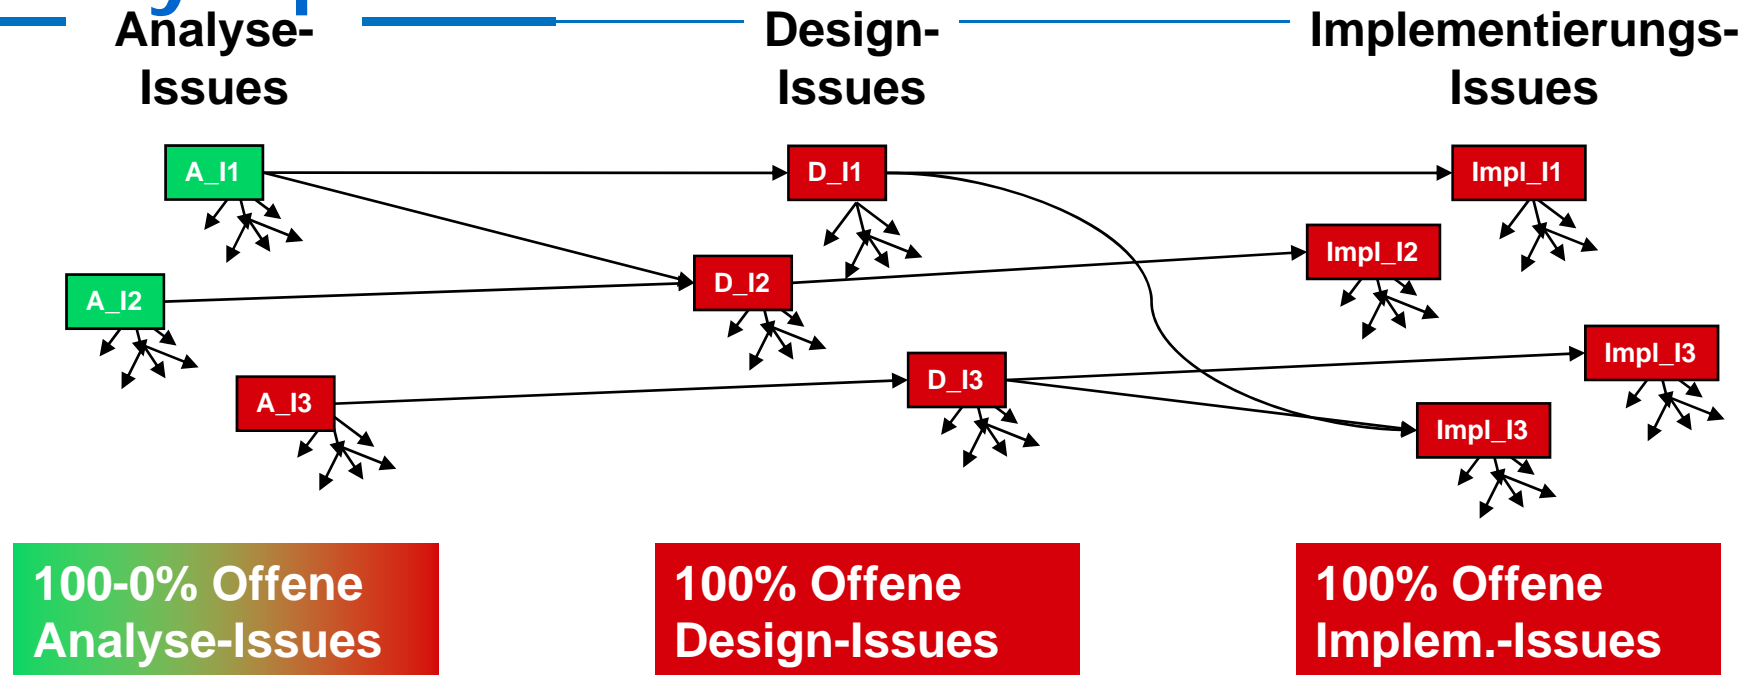 Analyse-
Issues
Design-
Issues
Implementierungs-
Issues
A_I1
D_I1
Impl_I1
Impl_I2
D_I2
A_I2
Impl_I3
D_I3
A_I3
Impl_I3
100-0% Offene
Analyse-Issues
100% Offene
Design-Issues
100% Offene
Implem.-Issues